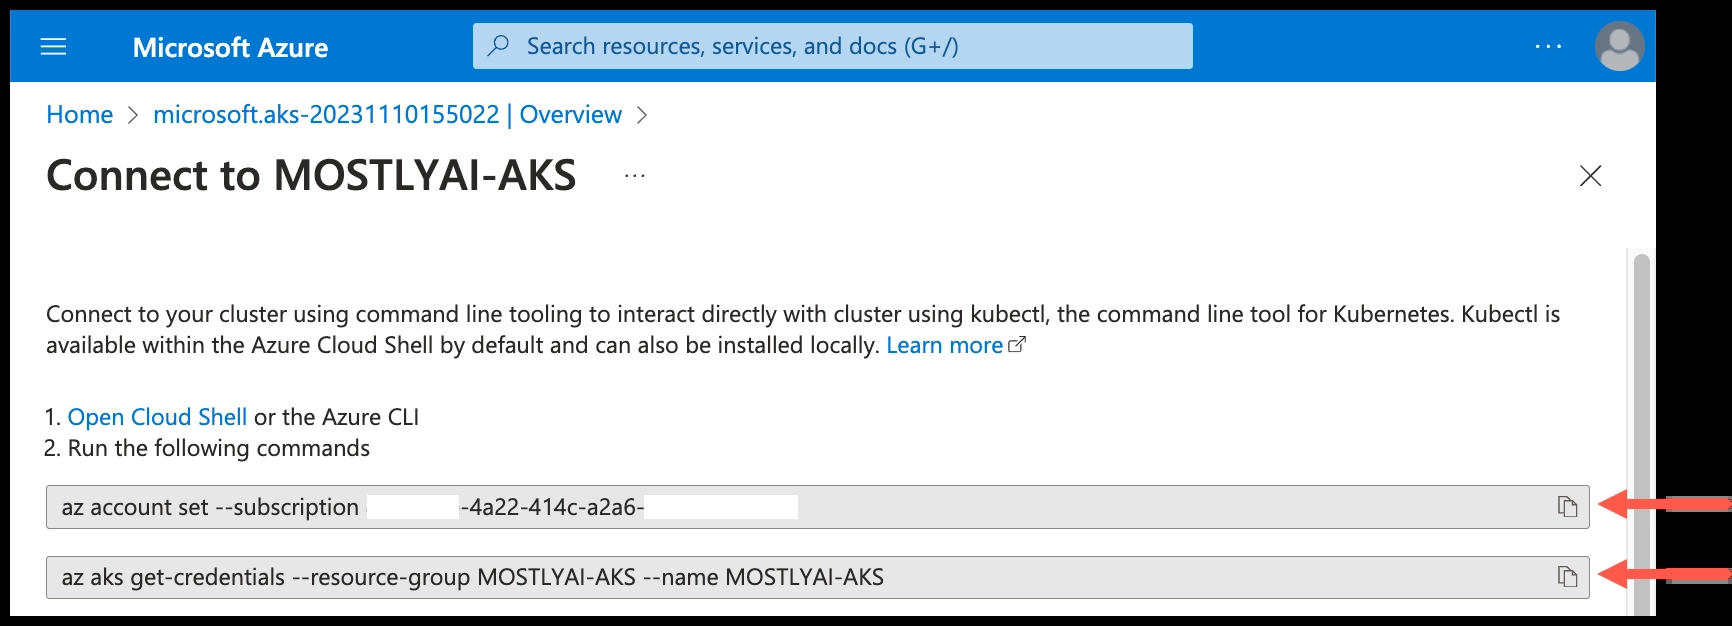 Microsoft Azure
Search resources, services, and docs (G+/)
...
Home > microsoft.aks-20231110155022 | Overview >
Connect to MOSTLYAI-AKS ...
Connect to your cluster using command line tooling to interact directly with cluster using kubectl, the command line tool for Kubernetes. Kubectl is
available within the Azure Cloud Shell by default and can also be installed locally. Learn more
1. Open Cloud Shell or the Azure CLI
2. Run the following commands
az account set --subscription -4a22-414c-a2a6-
az aks get-credentials --resource-group MOSTLYAI-AKS --name MOSTLYAI-AKS